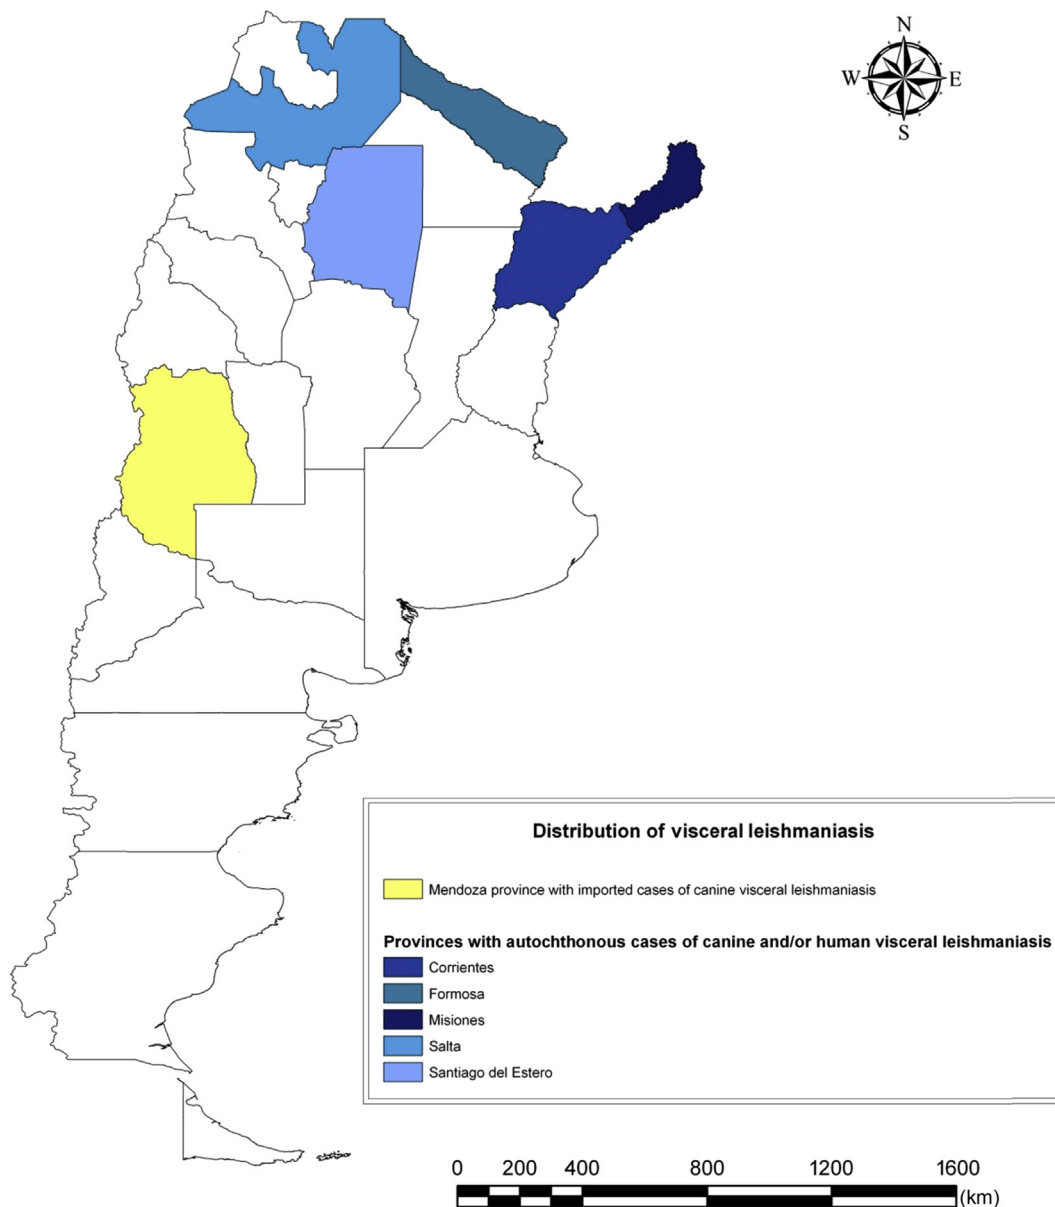 N
W E
S
Distribution of visceral leishmaniasis
Mendoza province with imported cases of canine visceral leishmaniasis
Provinces with autochthonous cases of canine and/or human visceral leishmaniasis
Corrientes
Formosa
Misiones
Salta
Santiago del Estero
0 200 400 800 1200 1600
(km)